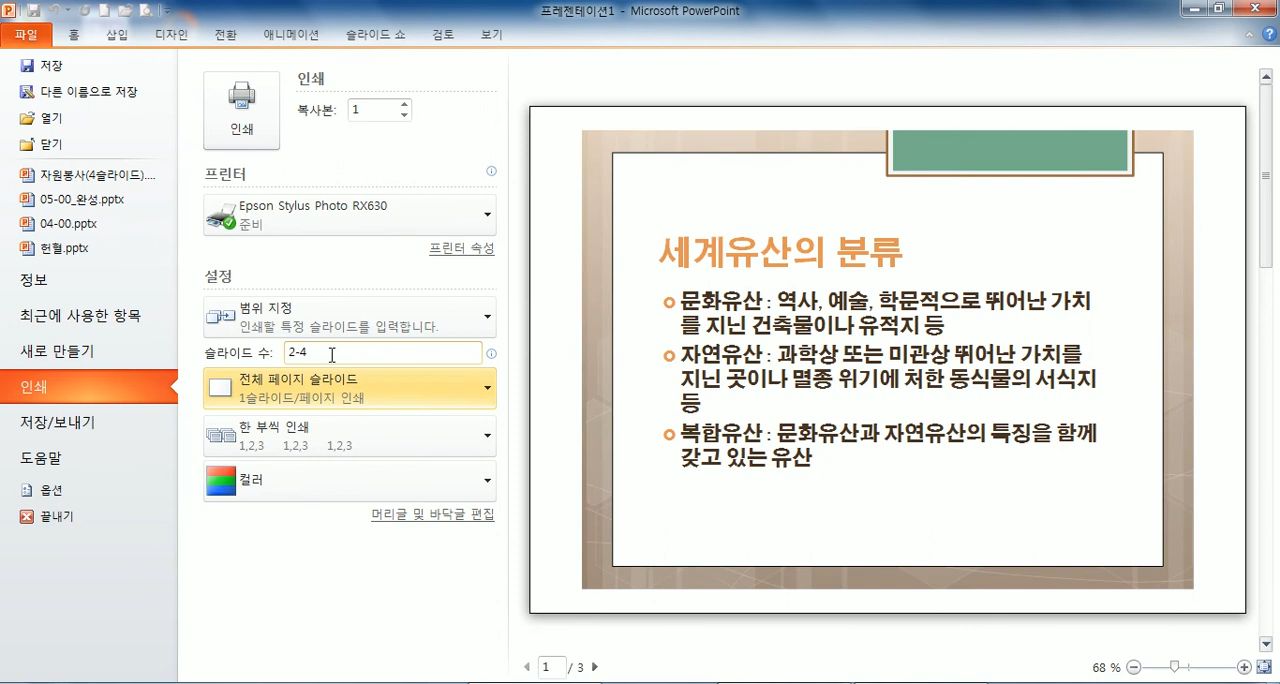 프레젠테이션1 - Microsoft PowerPoint
파일 홈 삽입 디자인 전환 애니메이션 슬라이드 쇼 검토 보기
저장
다른 이름으로 저장
열기
닫기
자원봉사(4슬라이드)....
05-00_완성.pptx
04-00.pptx
헌혈.pptx
정보
최근에 사용한 항목
새로 만들기
인쇄
저장/보내기
도움말
옵션
끝내기
인쇄
인쇄
복사본: 1
프린터
Epson Stylus Photo RX630
준비
프린터 속성
설정
범위 지정
인쇄할 특정 슬라이드를 입력합니다.
슬라이드 수: 2-4
전체 페이지 슬라이드
1슬라이드/페이지 인쇄
한 부씩 인쇄
1,2,3 1,2,3 1,2,3
컬러
머리글 및 바닥글 편집
세계유산의 분류
문화유산 : 역사, 예술, 학문적으로 뛰어난 가치
를 지닌 건축물이나 유적지 등
자연유산 : 과학상 또는 미관상 뛰어난 가치를
지닌 곳이나 멸종 위기에 처한 동식물의 서식지
등
복합유산 : 문화유산과 자연유산의 특징을 함께
갖고 있는 유산
1 / 3
68 %